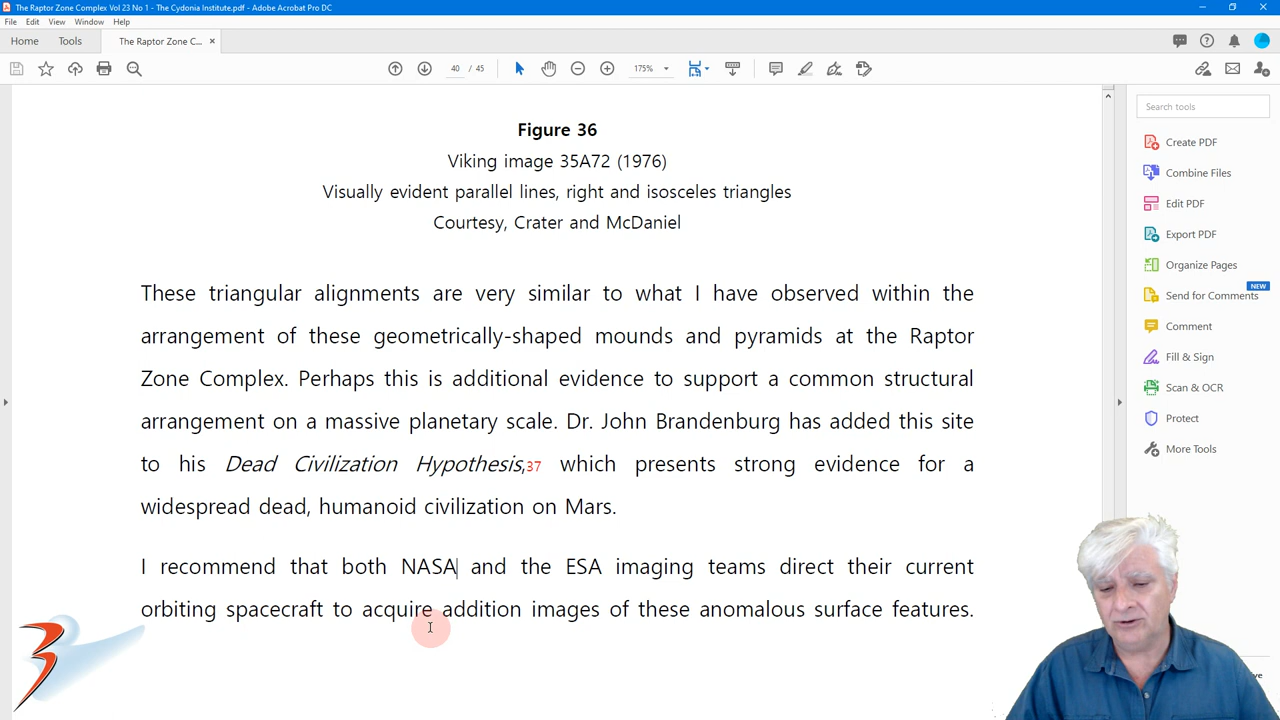 The Raptor Zone Complex Vol 23 No 1 - The Cydonia Institute.pdf - Adobe Acrobat Pro DC
File Edit View Window Help
Home Tools The Raptor Zone C... ×
40 / 45 175%
Search tools
Figure 36
Viking image 35A72 (1976)
Visually evident parallel lines, right and isosceles triangles
Courtesy, Crater and McDaniel
These triangular alignments are very similar to what I have observed within the
arrangement of these geometrically-shaped mounds and pyramids at the Raptor
Zone Complex. Perhaps this is additional evidence to support a common structural
arrangement on a massive planetary scale. Dr. John Brandenburg has added this site
to his Dead Civilization Hypothesis,37 which presents strong evidence for a
widespread dead, humanoid civilization on Mars.
I recommend that both NASA and the ESA imaging teams direct their current
orbiting spacecraft to acquire addition images of these anomalous surface features.
Create PDF
Combine Files
Edit PDF
Export PDF
Organize Pages
NEW
Send for Comments
Comment
Fill & Sign
Scan & OCR
Protect
More Tools
3